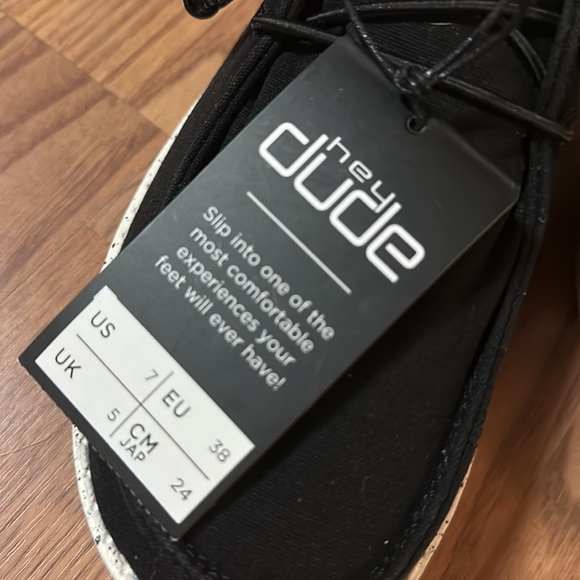 hey
dude
Slip into one of the
most comfortable
experiences your
feet will ever have!
US 7 EU 38
UK 5 CM JAP 24